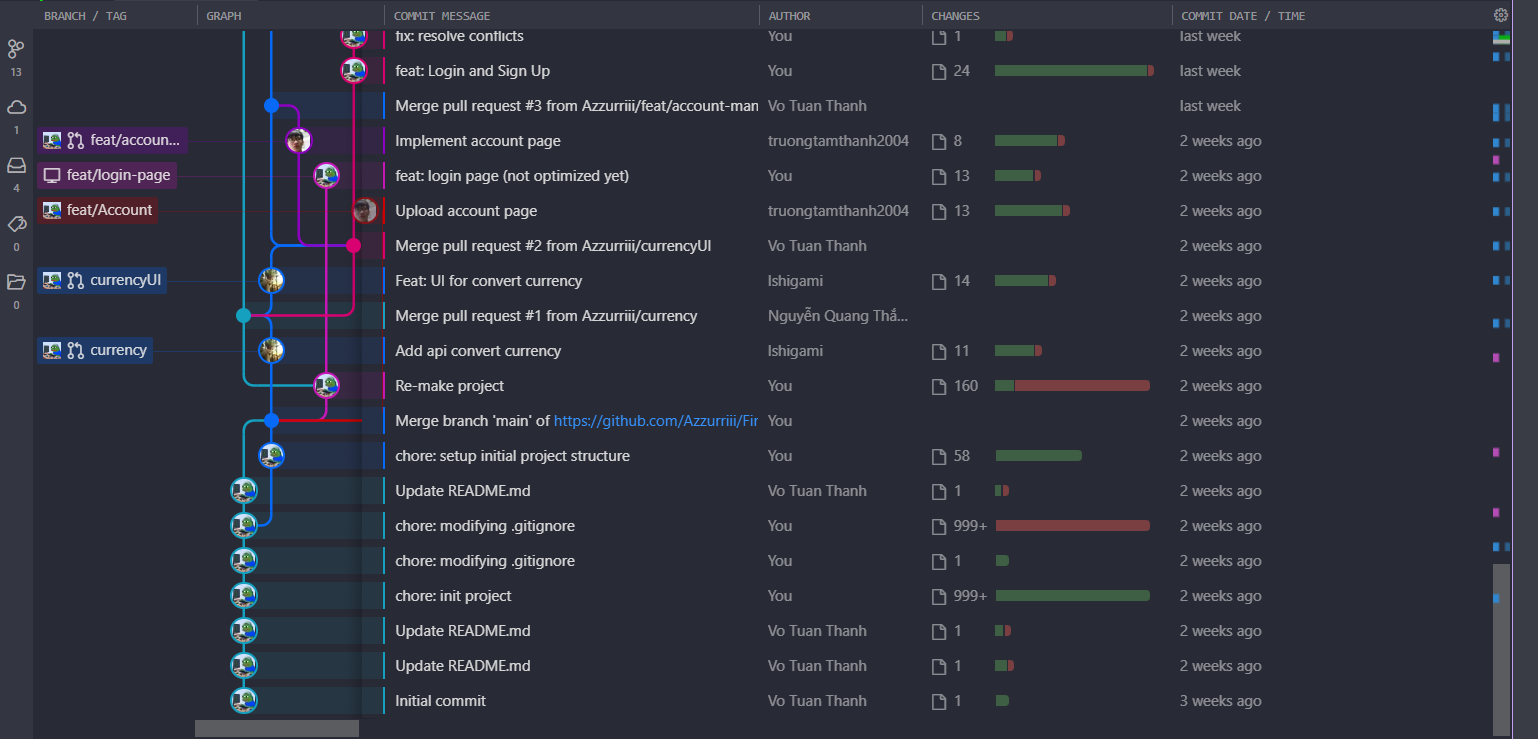 BRANCH / TAG GRAPH COMMIT MESSAGE AUTHOR CHANGES COMMIT DATE / TIME
fix: resolve conflicts You 1 last week
13 feat: Login and Sign Up You 24 last week
Merge pull request #3 from Azzurriii/feat/account-man Vo Tuan Thanh last week
1 feat/accoun... Implement account page truongtamthanh2004 8 2 weeks ago
feat/login-page feat: login page (not optimized yet) You 13 2 weeks ago
4 feat/Account Upload account page truongtamthanh2004 13 2 weeks ago
0 Merge pull request #2 from Azzurriii/currencyUI Vo Tuan Thanh 2 weeks ago
currencyUI Feat: UI for convert currency Ishigami 14 2 weeks ago
0 Merge pull request #1 from Azzurriii/currency Nguyễn Quang Thắ... 2 weeks ago
currency Add api convert currency Ishigami 11 2 weeks ago
Re-make project You 160 2 weeks ago
Merge branch 'main' of https://github.com/Azzurriii/Fir You 2 weeks ago
chore: setup initial project structure You 58 2 weeks ago
Update README.md Vo Tuan Thanh 1 2 weeks ago
chore: modifying .gitignore You 999+ 2 weeks ago
chore: modifying .gitignore You 1 2 weeks ago
chore: init project You 999+ 2 weeks ago
Update README.md Vo Tuan Thanh 1 2 weeks ago
Update README.md Vo Tuan Thanh 1 2 weeks ago
Initial commit Vo Tuan Thanh 1 3 weeks ago